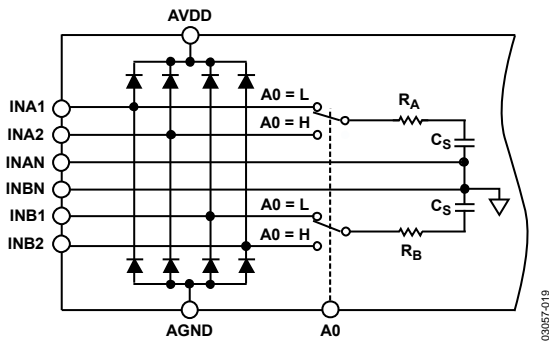 AVDD
INA1
A0 = L
RA
INA2
A0 = H
CS
INAN
INBN
INB1
A0 = L
CS
INB2
A0 = H
RB
AGND
A0
03057-019